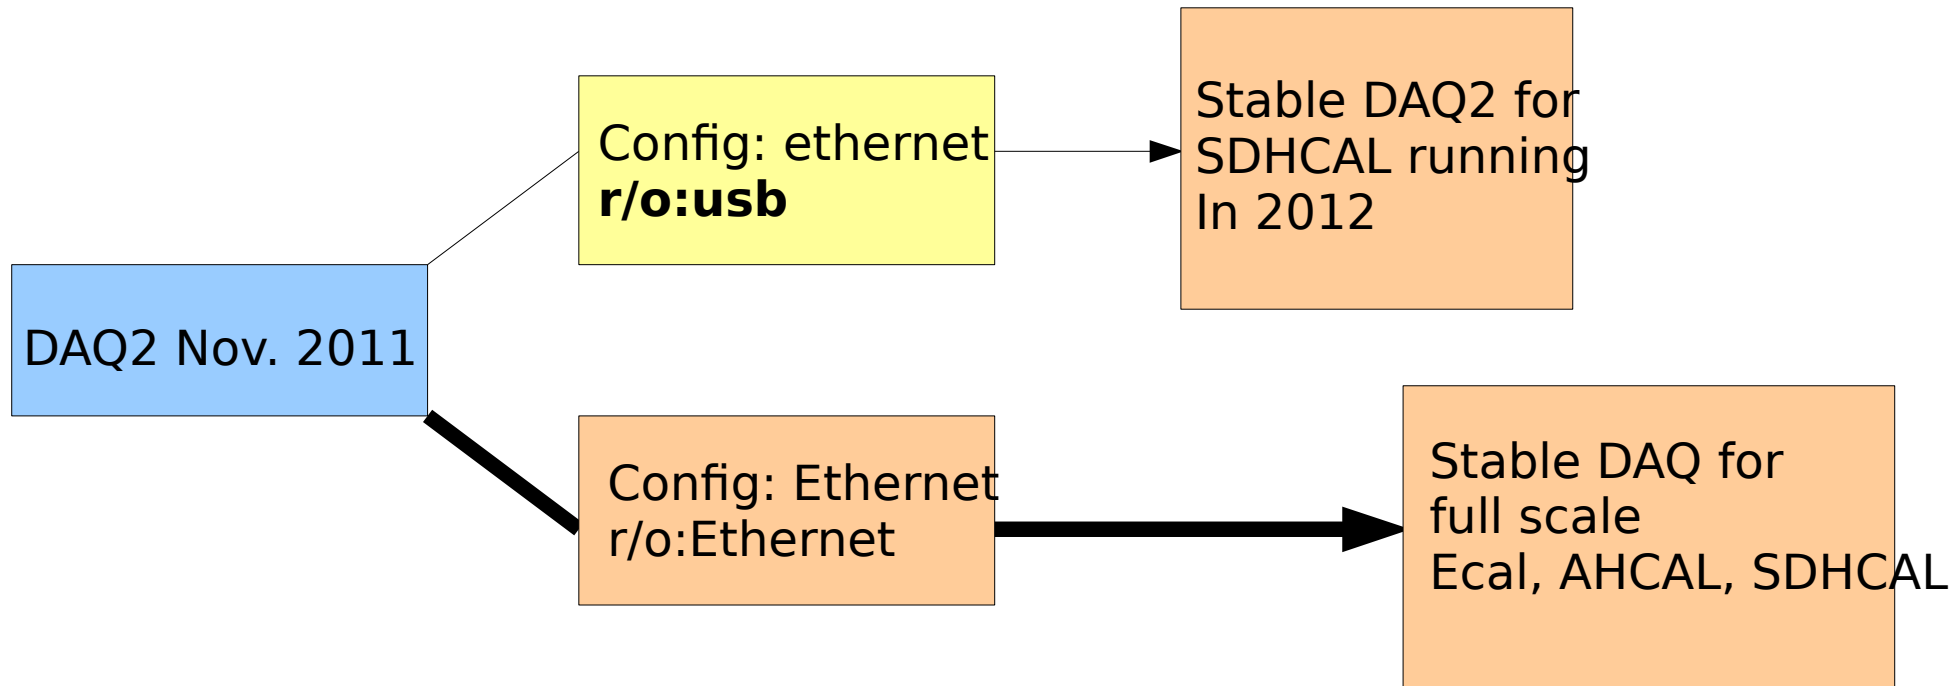 Stable DAQ2 for
SDHCAL running
In 2012
Config: ethernet
r/o:usb
DAQ2 Nov. 2011
Config: Ethernet
r/o:Ethernet
Stable DAQ for
full scale
Ecal, AHCAL, SDHCAL